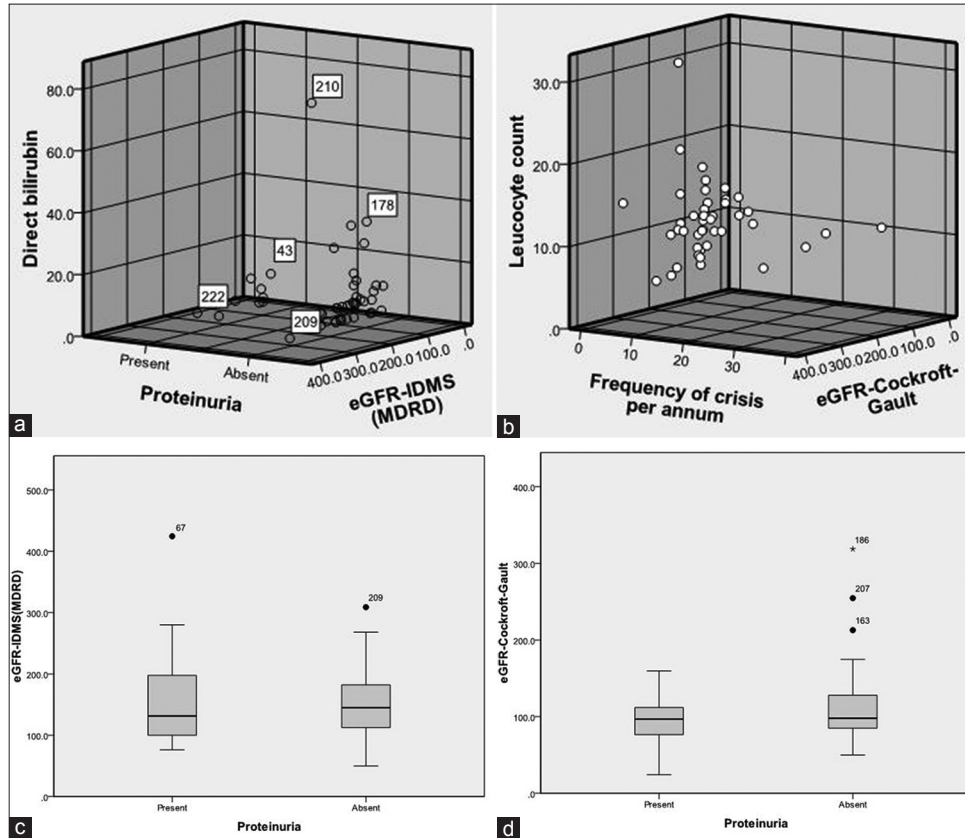 80.0
60.0
40.0
20.0
.0
Direct bilirubin
210
178
43
222
209
Present
Absent
Proteinuria
400.0
300.0
200.0
100.0
.0
eGFR-IDMS
(MDRD)
a
30.0
20.0
10.0
.0
Leucocyte count
0
10
20
30
Frequency of crisis
per annum
400.0
300.0
200.0
100.0
.0
eGFR-Cockroft-
Gault
b
500.0
400.0
300.0
200.0
100.0
.0
eGFR-IDMS(MDRD)
67
209
Present
Absent
Proteinuria
c
400.0
300.0
200.0
100.0
.0
eGFR-Cockroft-Gault
186
207
163
Present
Absent
Proteinuria
d